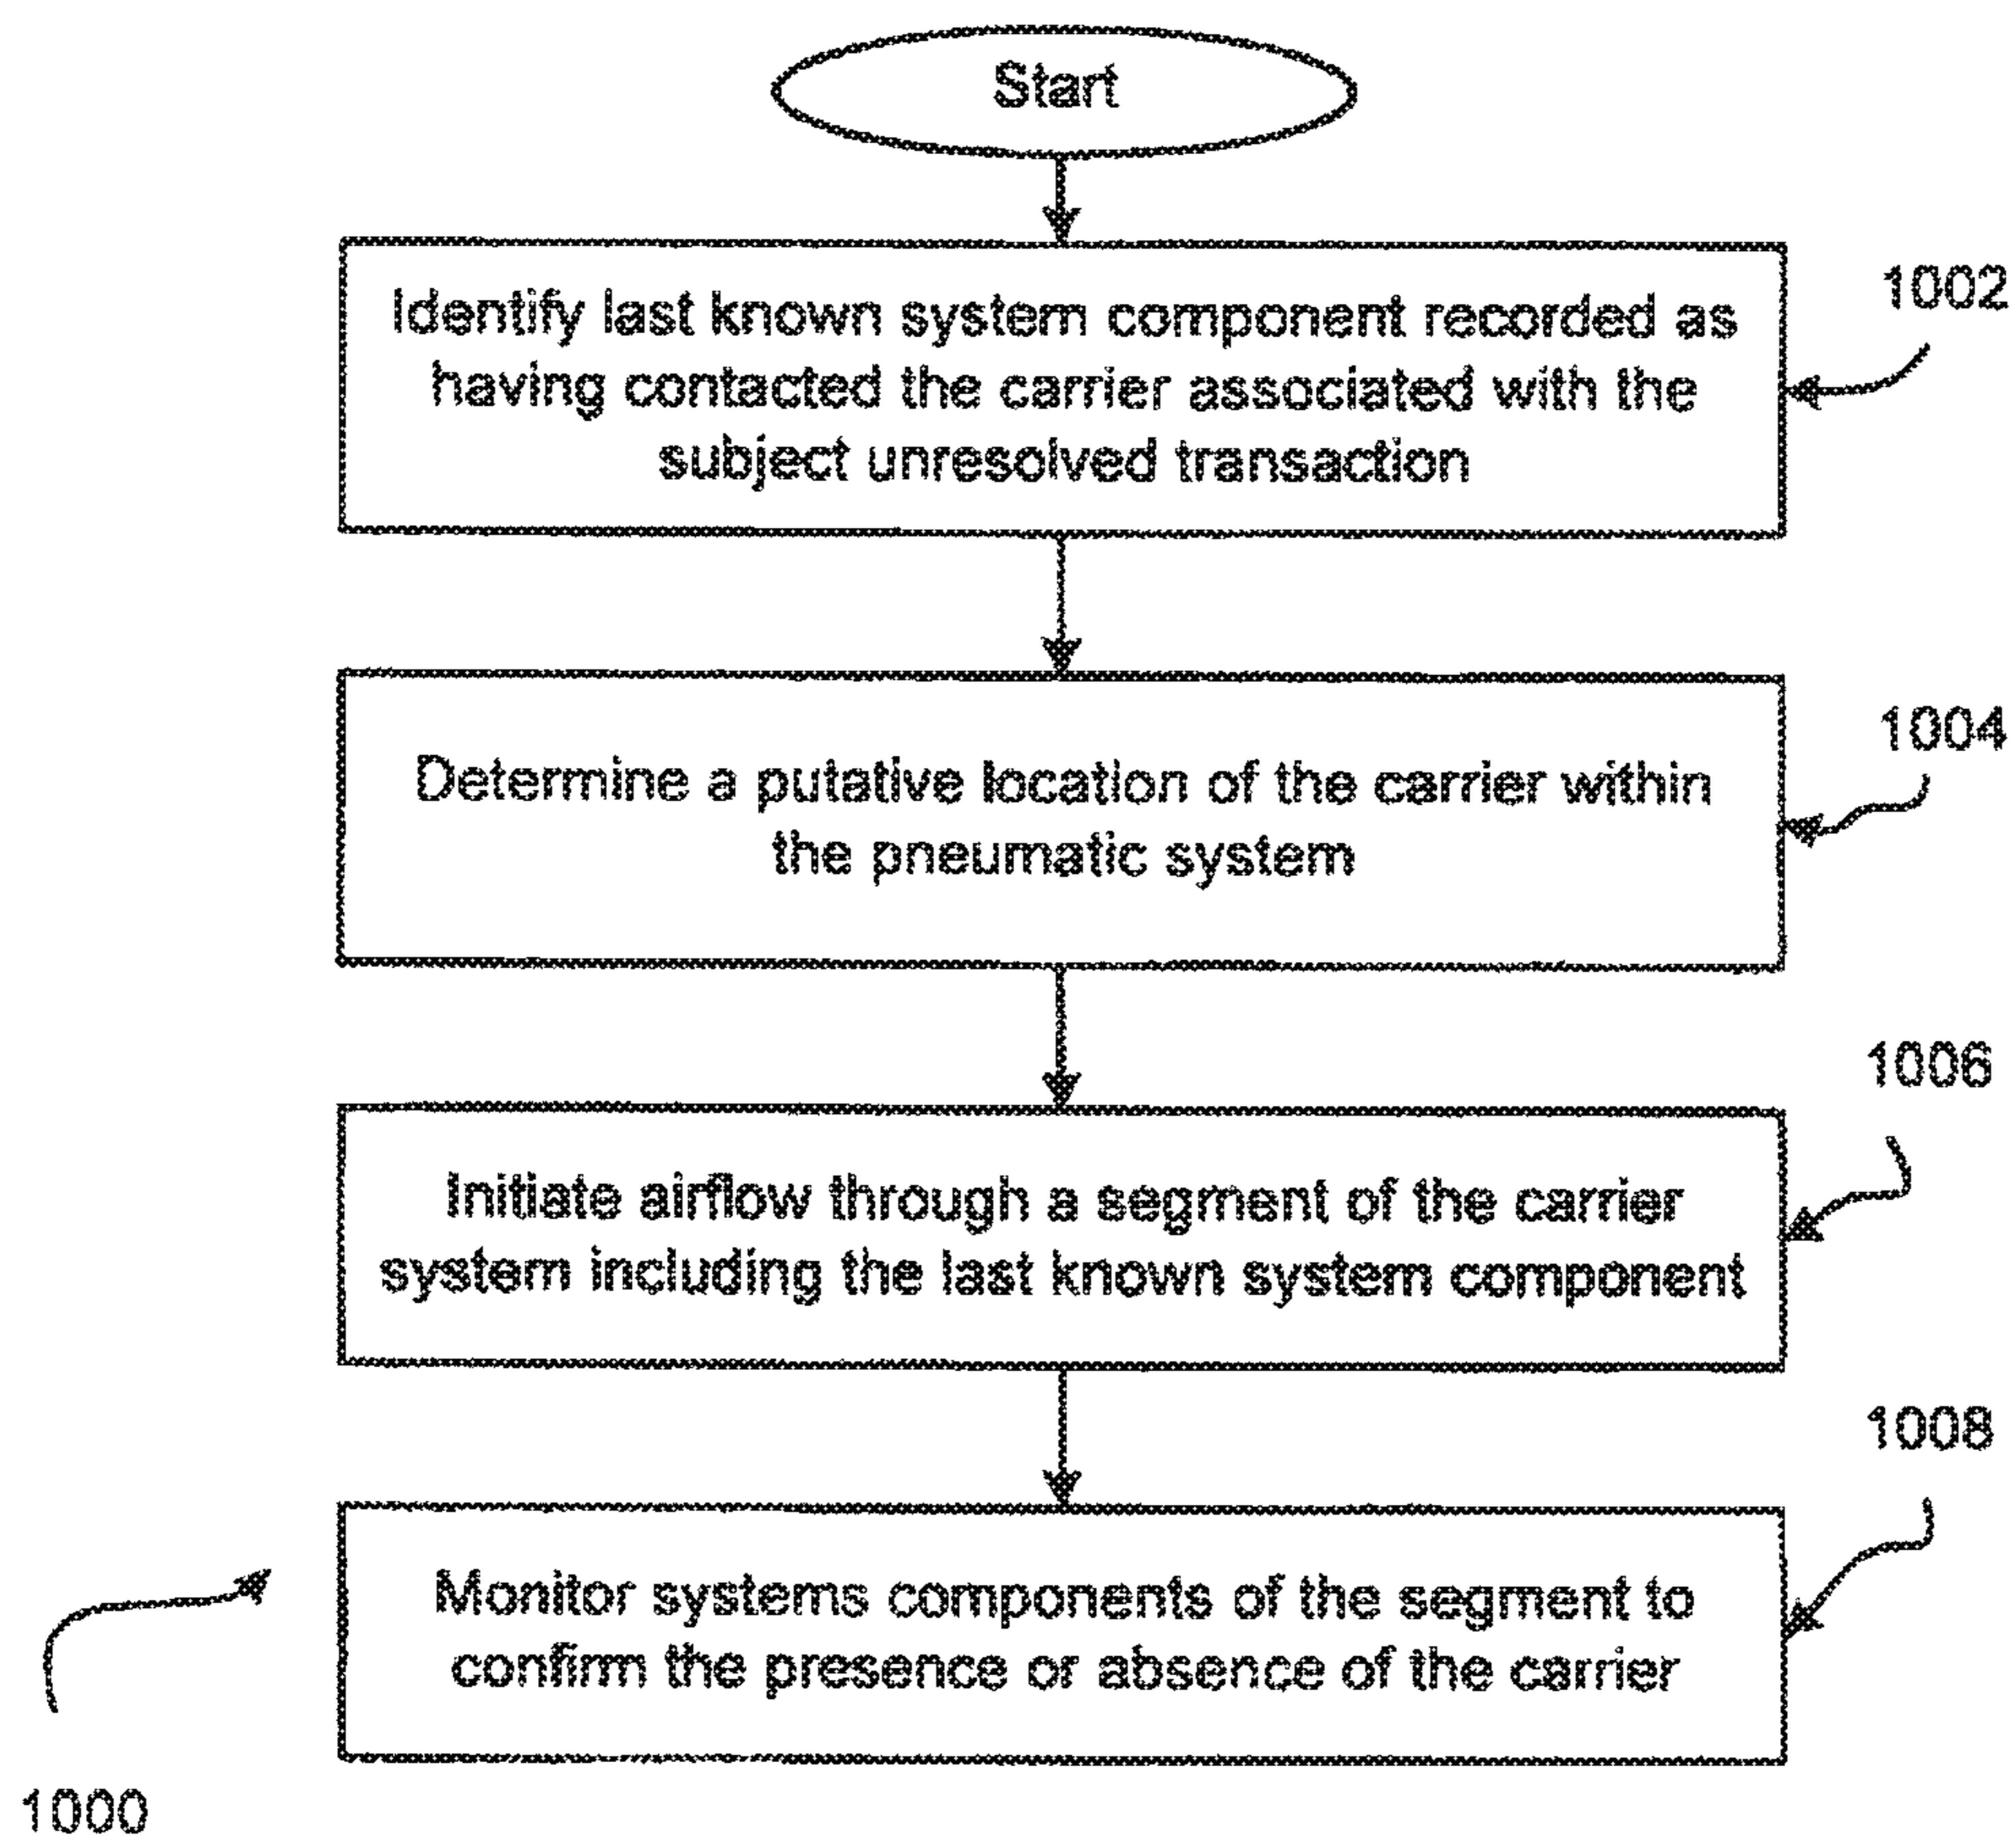 Start
Identify last known system component recorded as
having contacted the carrier associated with the
subject unresolved transaction
1002
Determine a putative location of the carrier within
the pneumatic system
1004
Initiate airflow through a segment of the carrier
system including the last known system component
1006
Monitor systems components of the segment to
confirm the presence or absence of the carrier
1008
1000